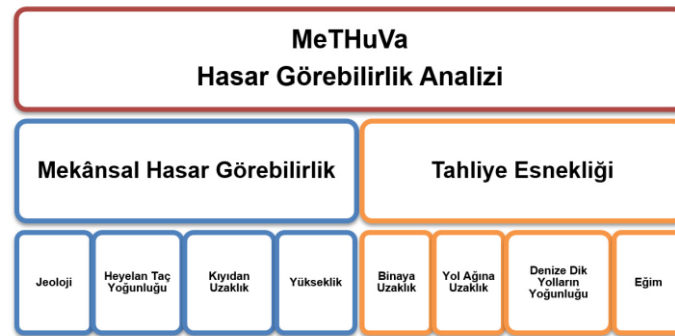 MeTHuVa
Hasar Görebilirlik Analizi
Mekânsal Hasar Görebilirlik
Tahliye Esnekliği
Jeoloji
Heyelan Taç
Yoğunluğu
Kıyıdan
Uzaklık
Yükseklik
Binaya
Uzaklık
Yol Ağına
Uzaklık
Denize Dik
Yolların
Yoğunluğu
Eğim